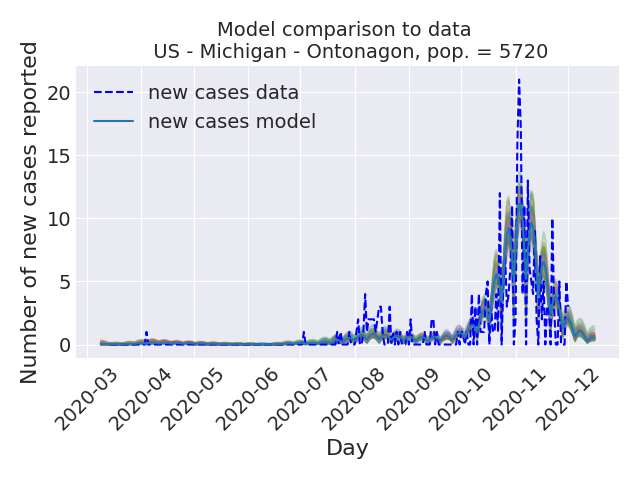 Model comparison to data
US - Michigan - Ontonagon, pop. = 5720
Number of new cases reported
20
15
10
5
0
new cases data
new cases model
2020-03
2020-04
2020-05
2020-06
2020-07
2020-08
2020-09
2020-10
2020-11
2020-12
Day